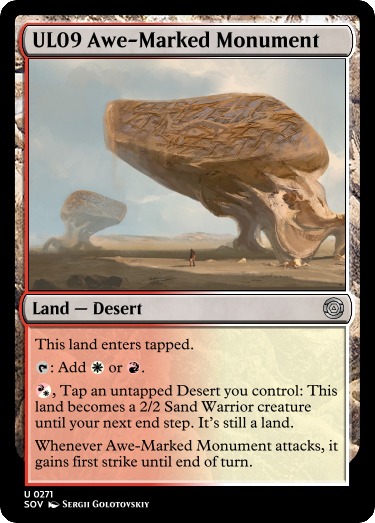 UL09 Awe-Marked Monument
Land — Desert
This land enters tapped.
: Add or .
, Tap an untapped Desert you control: This
land becomes a 2/2 Sand Warrior creature
until your next end step. It's still a land.
Whenever Awe-Marked Monument attacks, it
gains first strike until end of turn.
U 0271
SOV Sergii Golotovskiy